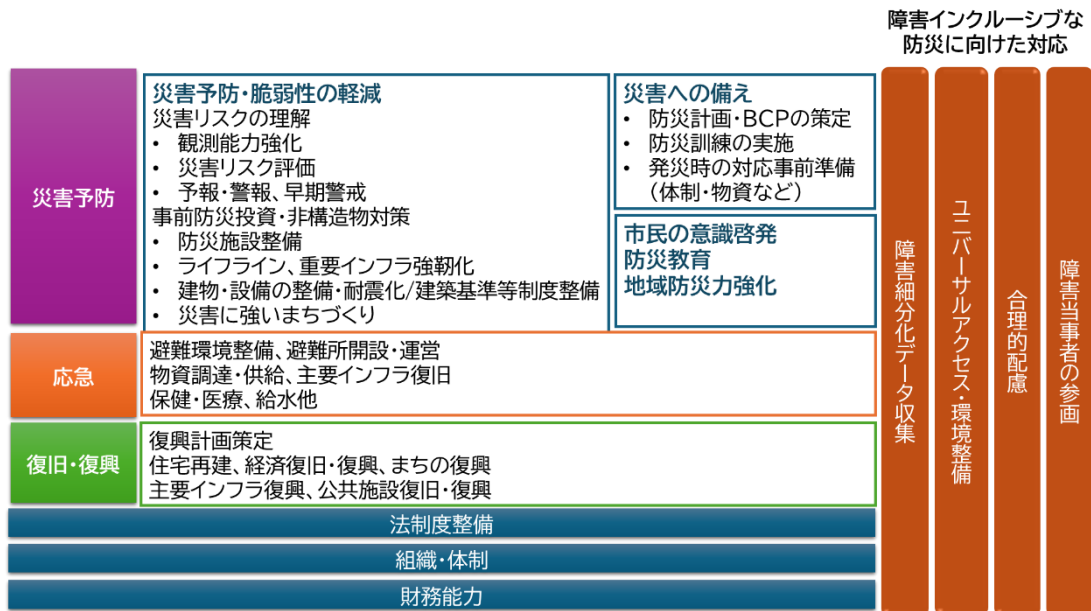 障害インクルーシブな
防災に向けた対応
災害予防
災害予防・脆弱性の軽減
災害リスクの理解
• 観測能力強化
• 災害リスク評価
• 予報・警報、早期警戒
事前防災投資・非構造物対策
• 防災施設整備
• ライフライン、重要インフラ強靭化
• 建物・設備の整備・耐震化/建築基準等制度整備
• 災害に強いまちづくり
災害への備え
• 防災計画・BCPの策定
• 防災訓練の実施
• 発災時の対応事前準備
(体制・物資など)
市民の意識啓発
防災教育
地域防災力強化
応急
避難環境整備、避難所開設・運営
物資調達・供給、主要インフラ復旧
保健・医療、給水他
復旧・復興
復興計画策定
住宅再建、経済復旧・復興、まちの復興
主要インフラ復興、公共施設復旧・復興
法制度整備
組織・体制
財務能力
障害細分化データ収集
ユニバーサルアクセス・環境整備
合理的配慮
障害当事者の参画